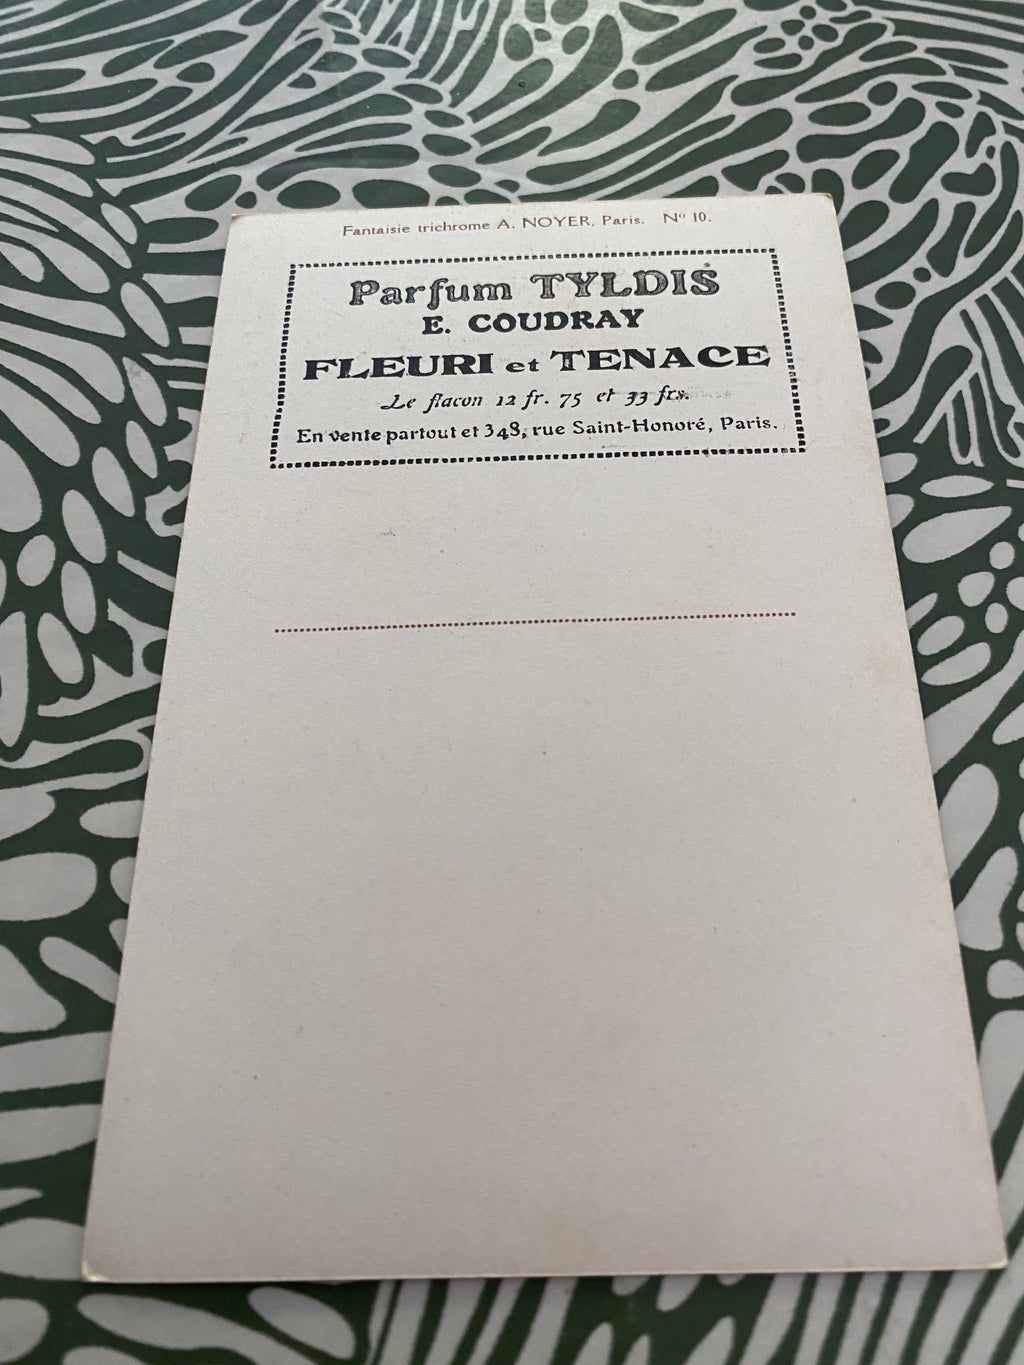 Fantaisie trichrome A. NOYER, Paris. Nº 10.
Parfum TYLDIS
E. COUDRAY
FLEURI et TENACE
Le flacon 12 fr. 75 et 33 frs.
En vente partout et 348, rue Saint-Honoré, Paris.